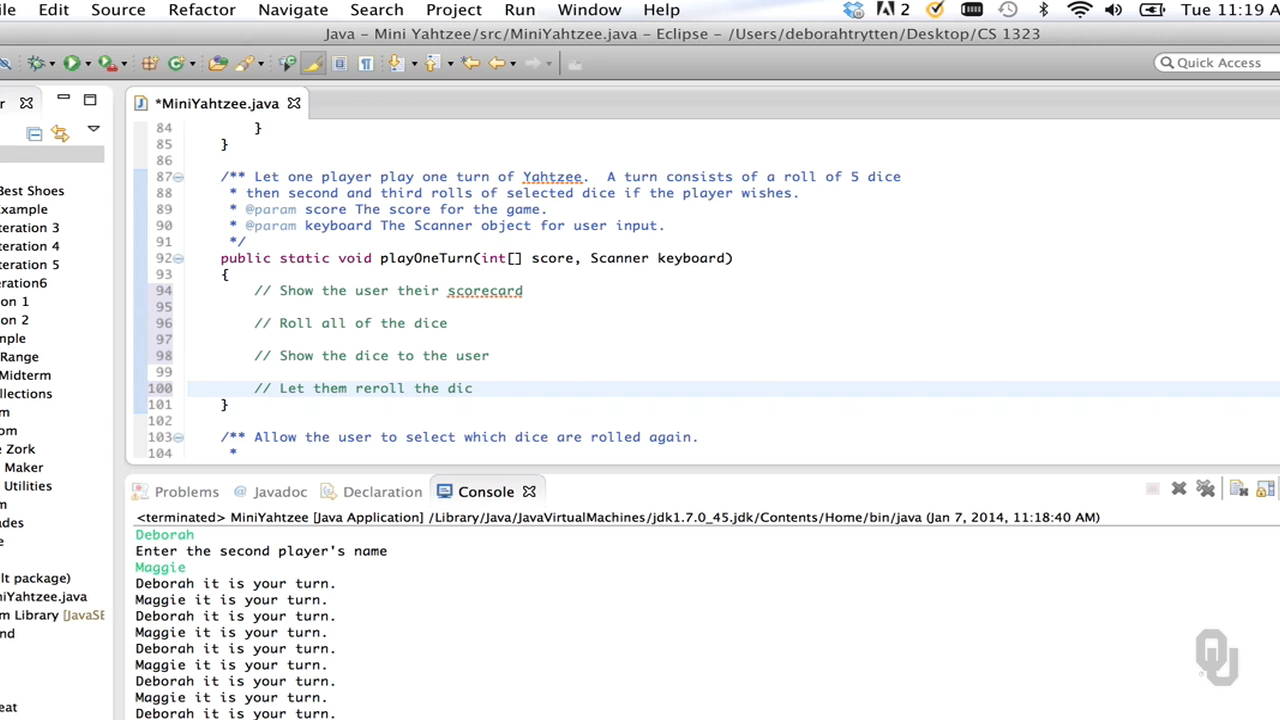 ile Edit Source Refactor Navigate Search Project Run Window Help 2 Tue 11:19 A
Java - Mini Yahtzee/src/MiniYahtzee.java - Eclipse - /Users/deborahtrytten/Desktop/CS 1323
Quick Access
r *MiniYahtzee.java
84 }
85 }
86
87 /** Let one player play one turn of Yahtzee. A turn consists of a roll of 5 dice
88 * then second and third rolls of selected dice if the player wishes.
89 * @param score The score for the game.
90 * @param keyboard The Scanner object for user input.
91 */
92 public static void playOneTurn(int[] score, Scanner keyboard)
93 {
94 // Show the user their scorecard
95
96 // Roll all of the dice
97
98 // Show the dice to the user
99
100 // Let them reroll the dic
101 }
102
103 /** Allow the user to select which dice are rolled again.
104 *
Best Shoes
Example
teration 3
teration 4
teration 5
eration6
on 1
on 2
mple
Range
Midterm
ollections
m
om
e Zork
Maker
Utilities
m
ades
e
lt package)
niYahtzee.java
m Library [JavaSE
nd
eat
Problems @ Javadoc Declaration Console
<terminated> MiniYahtzee [Java Application] /Library/Java/JavaVirtualMachines/jdk1.7.0_45.jdk/Contents/Home/bin/java (Jan 7, 2014, 11:18:40 AM)
Deborah
Enter the second player's name
Maggie
Deborah it is your turn.
Maggie it is your turn.
Deborah it is your turn.
Maggie it is your turn.
Deborah it is your turn.
Maggie it is your turn.
Deborah it is your turn.
Maggie it is your turn.
Deborah it is your turn.
OU